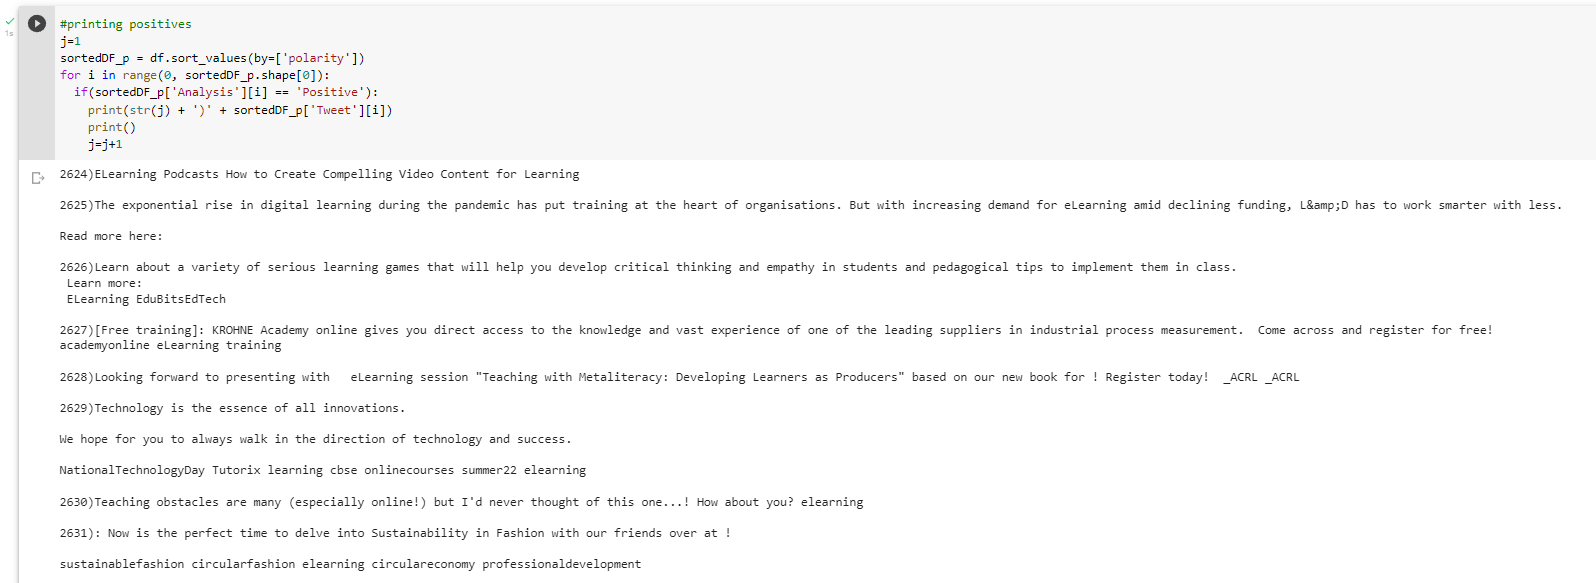 1s
#printing positives
j=1
sortedDF_p = df.sort_values(by=['polarity'])
for i in range(0, sortedDF_p.shape[0]):
  if(sortedDF_p['Analysis'][i] == 'Positive'):
    print(str(j) + ')' + sortedDF_p['Tweet'][i])
    print()
    j=j+1
2624)ELearning Podcasts How to Create Compelling Video Content for Learning
2625)The exponential rise in digital learning during the pandemic has put training at the heart of organisations. But with increasing demand for eLearning amid declining funding, L&amp;D has to work smarter with less.
Read more here:
2626)Learn about a variety of serious learning games that will help you develop critical thinking and empathy in students and pedagogical tips to implement them in class.
 Learn more:
 ELearning EduBitsEdTech
2627)[Free training]: KROHNE Academy online gives you direct access to the knowledge and vast experience of one of the leading suppliers in industrial process measurement.  Come across and register for free!
academyonline eLearning training
2628)Looking forward to presenting with   eLearning session "Teaching with Metaliteracy: Developing Learners as Producers" based on our new book for ! Register today!  _ACRL _ACRL
2629)Technology is the essence of all innovations.
We hope for you to always walk in the direction of technology and success.
NationalTechnologyDay Tutorix learning cbse onlinecourses summer22 elearning
2630)Teaching obstacles are many (especially online!) but I'd never thought of this one...! How about you? elearning
2631): Now is the perfect time to delve into Sustainability in Fashion with our friends over at !
sustainablefashion circularfashion elearning circulareconomy professionaldevelopment